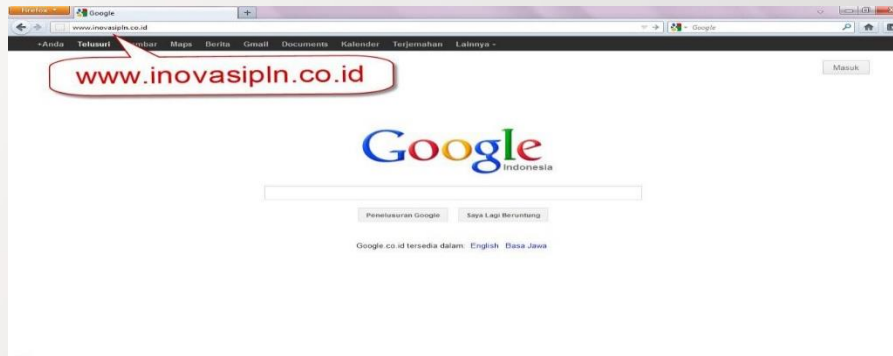 Firefox
Google
www.inovasipln.co.id
Google
+Anda Telusuri Maps Berita Gmail Documents Kalender Terjemahan Lainnya
www.inovasipln.co.id
Masuk
Google
Indonesia
Penelusuran Google Saya Lagi Beruntung
Google.co.id tersedia dalam: English Basa Jawa